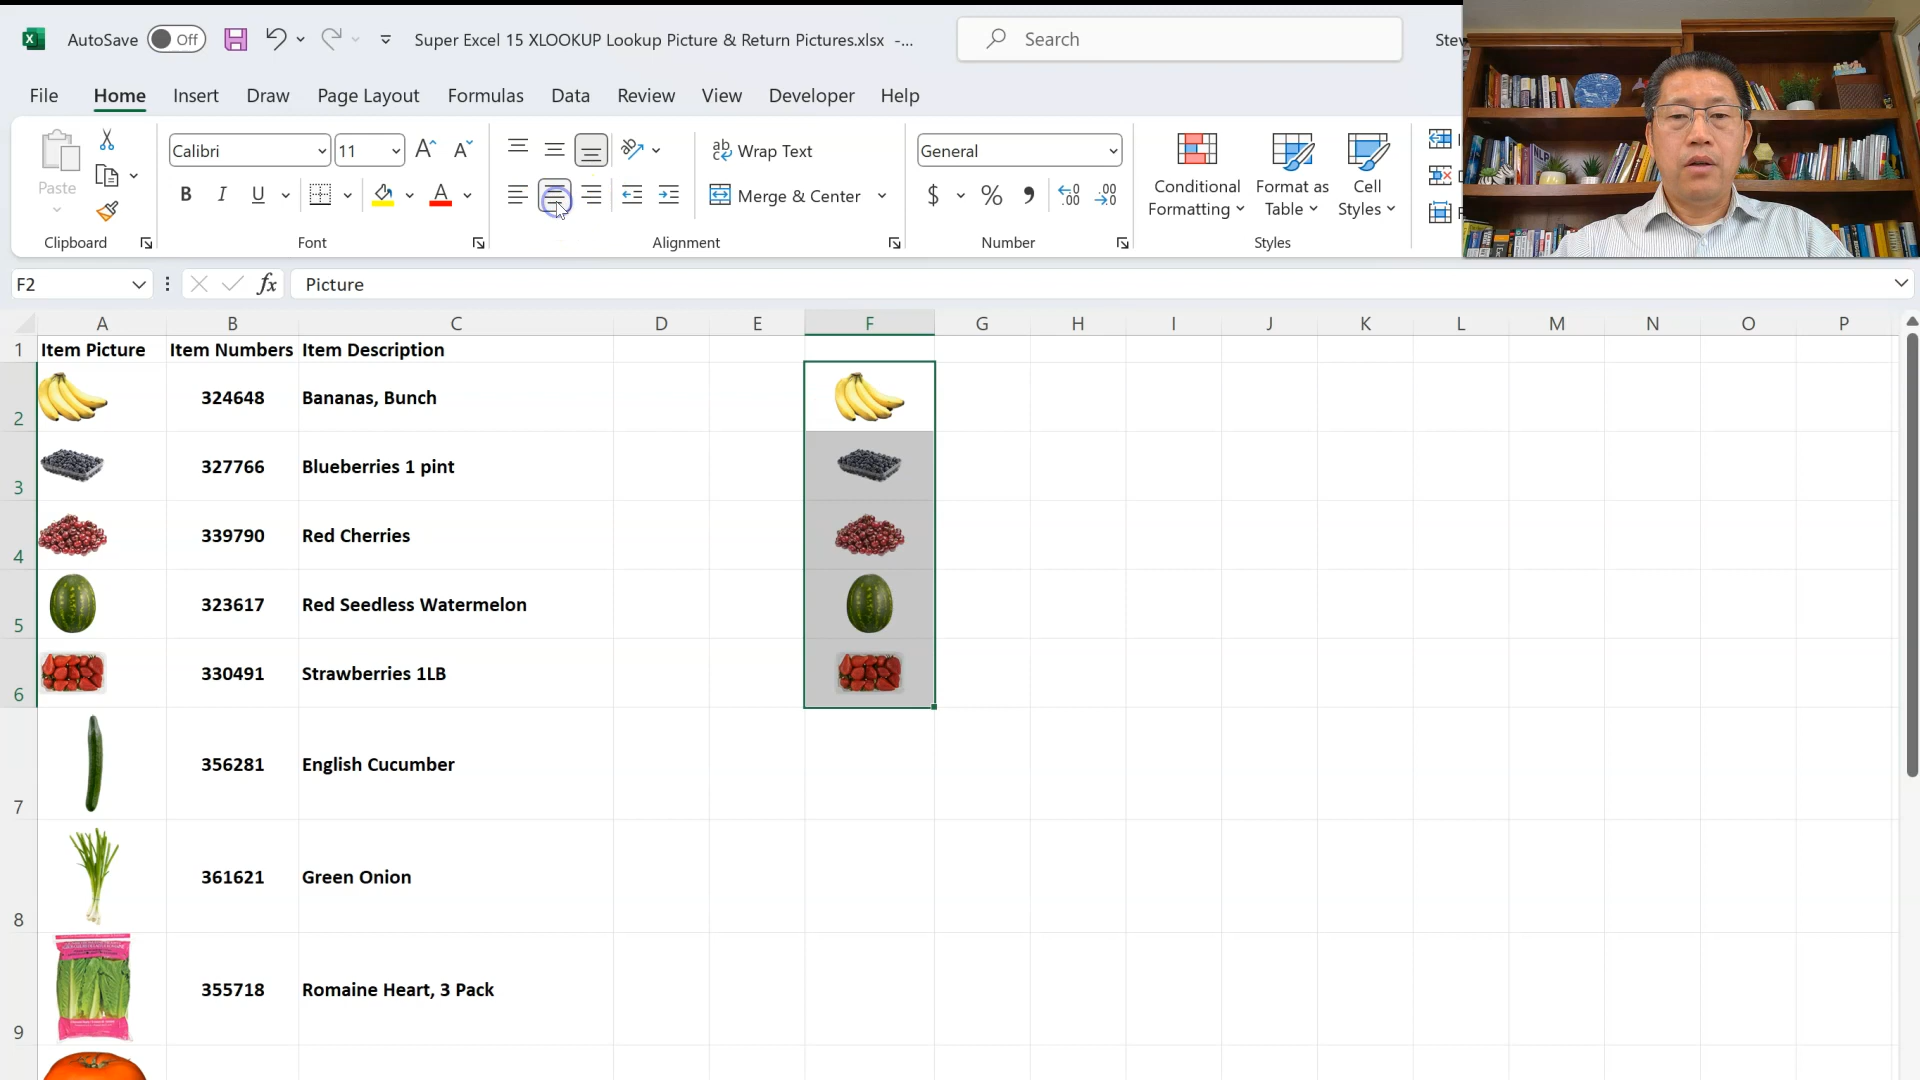 AutoSave Off Super Excel 15 XLOOKUP Lookup Picture & Return Pictures.xlsx -... Search
File Home Insert Draw Page Layout Formulas Data Review View Developer Help
Paste Calibri 11 Wrap Text General Conditional Formatting Format as Table Cell Styles
B I U A Merge & Center $ % 9
Clipboard Font Alignment Number Styles
F2 fx Picture
A B C D E F G H I J K L M N O P
1 Item Picture Item Numbers Item Description
2 324648 Bananas, Bunch
3 327766 Blueberries 1 pint
4 339790 Red Cherries
5 323617 Red Seedless Watermelon
6 330491 Strawberries 1LB
7 356281 English Cucumber
8 361621 Green Onion
9 355718 Romaine Heart, 3 Pack